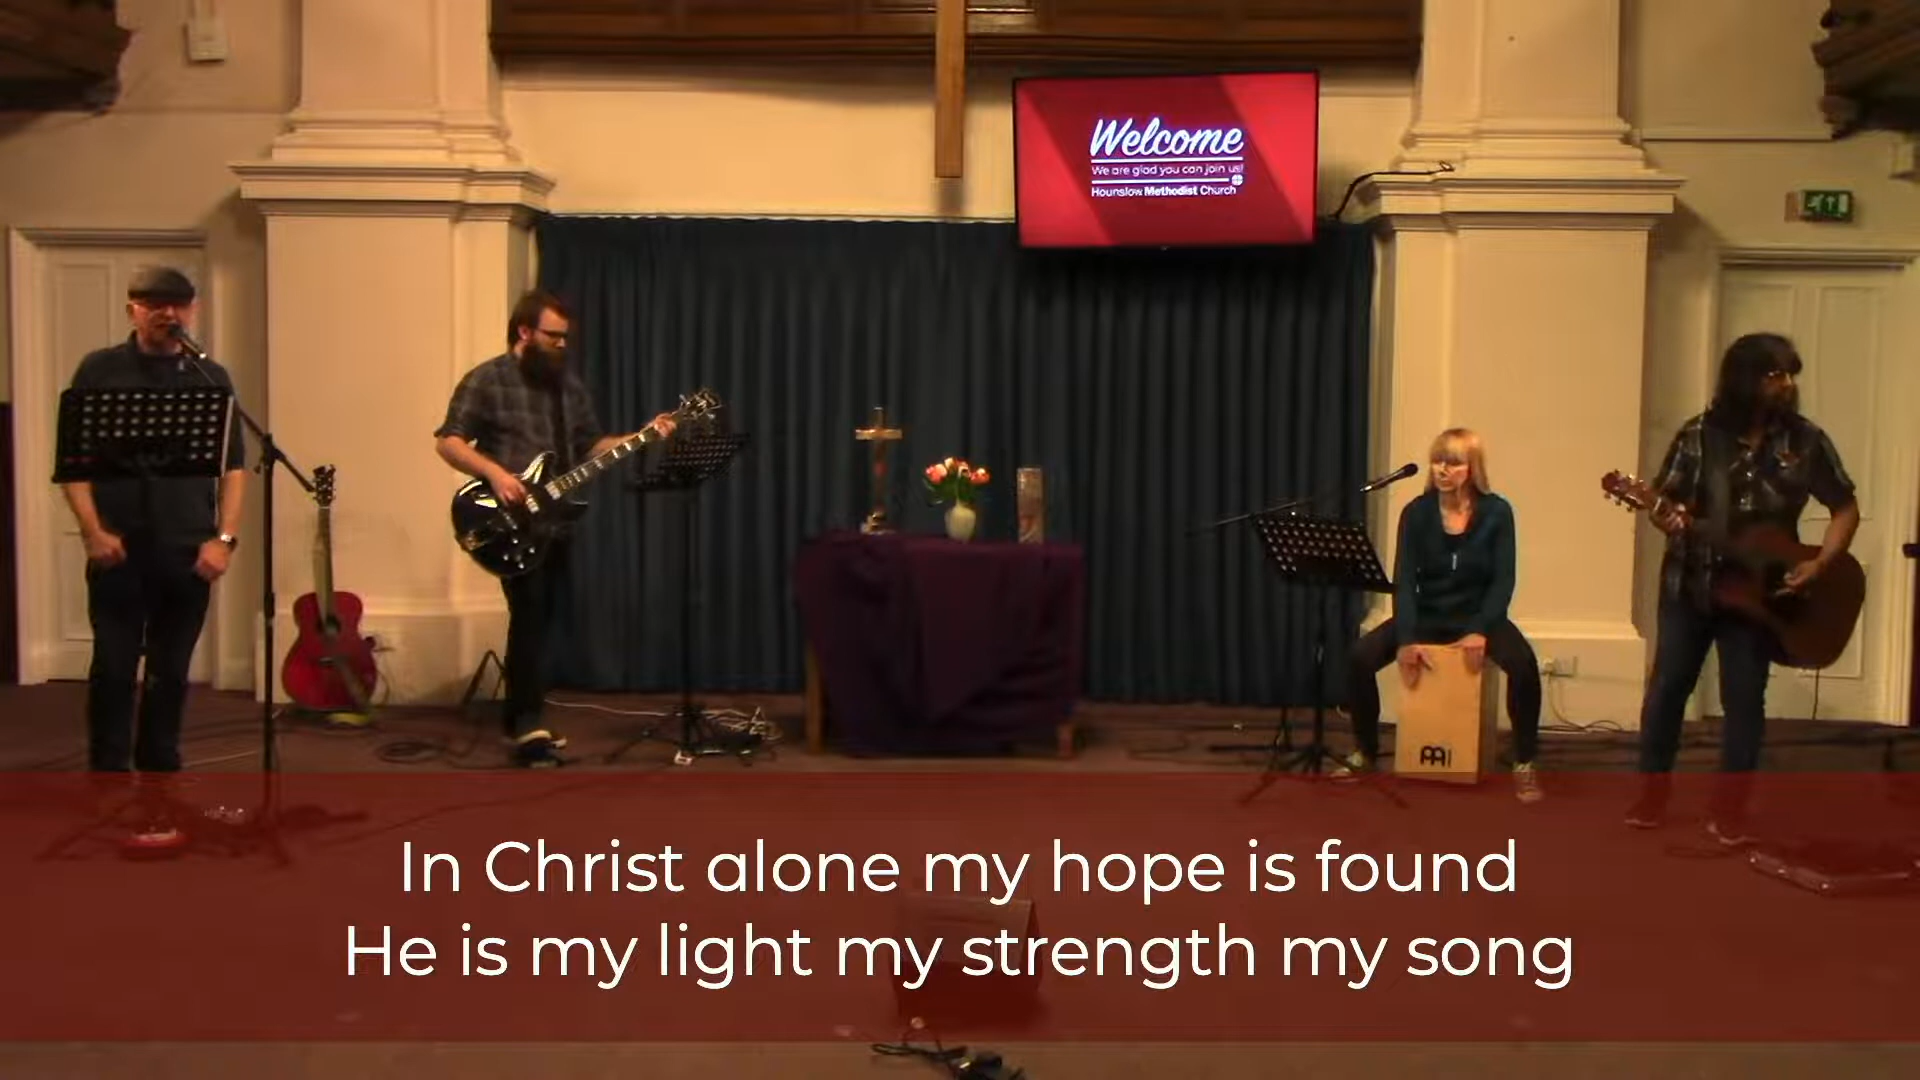 Welcome
We are glad you can join us!
Hounslow Methodist Church
In Christ alone my hope is found
He is my light my strength my song